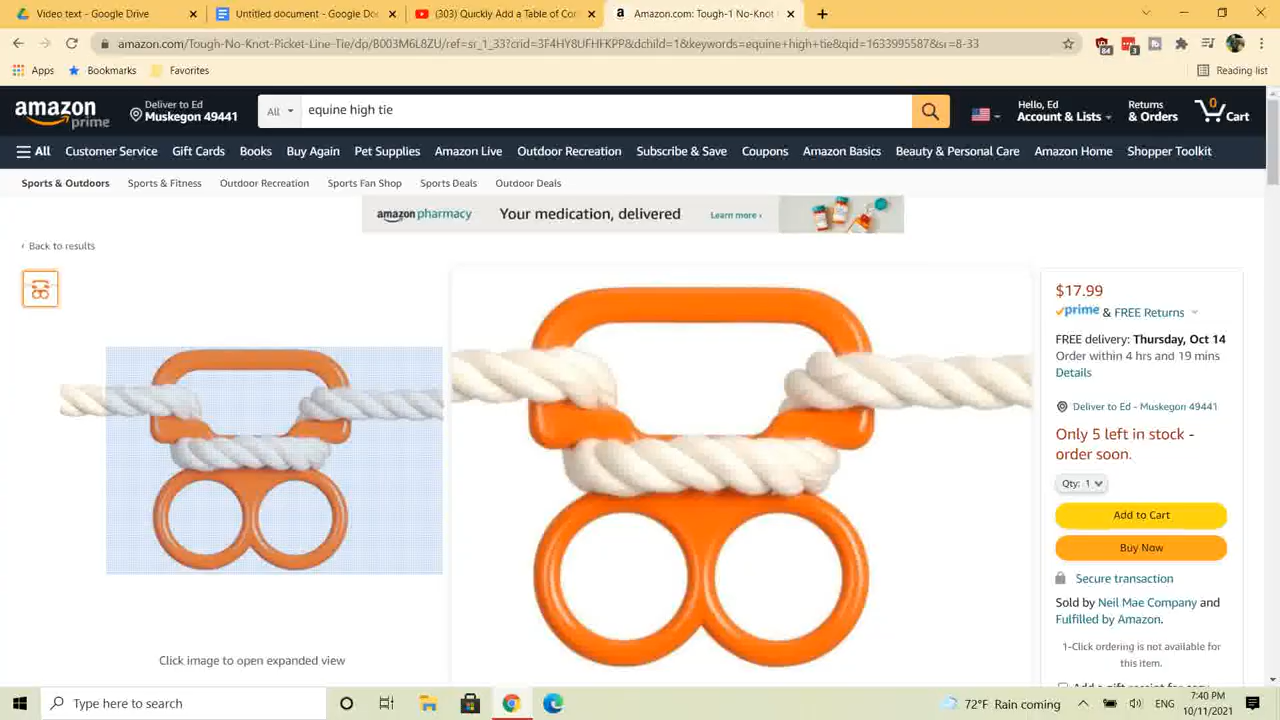 Video text - Google Drive
Untitled document - Google Do
(303) Quickly Add a Table of Con
Amazon.com: Tough-1 No-Knot
amazon.com/Tough-No-Knot-Picket-Line-Tie/dp/B003M6L8ZU/ref=sr_1_33?crid=3F4HY8UFHFKPP&dchild=1&keywords=equine+high+tie&qid=1633995587&sr=8-33
84
3
Apps
Bookmarks
Favorites
Reading list
amazon
prime
Deliver to Ed
Muskegon 49441
All
equine high tie
Hello, Ed
Account & Lists
Returns
& Orders
0
Cart
All
Customer Service
Gift Cards
Books
Buy Again
Pet Supplies
Amazon Live
Outdoor Recreation
Subscribe & Save
Coupons
Amazon Basics
Beauty & Personal Care
Amazon Home
Shopper Toolkit
Sports & Outdoors
Sports & Fitness
Outdoor Recreation
Sports Fan Shop
Sports Deals
Outdoor Deals
amazon pharmacy
Your medication, delivered
Learn more ›
‹ Back to results
$17.99
prime & FREE Returns
FREE delivery: Thursday, Oct 14
Order within 4 hrs and 19 mins
Details
Deliver to Ed - Muskegon 49441
Only 5 left in stock -
order soon.
Qty: 1
Add to Cart
Buy Now
Secure transaction
Sold by Neil Mae Company and
Fulfilled by Amazon.
1-Click ordering is not available for
this item.
Click image to open expanded view
Type here to search
72°F Rain coming
ENG
7:40 PM
10/11/2021